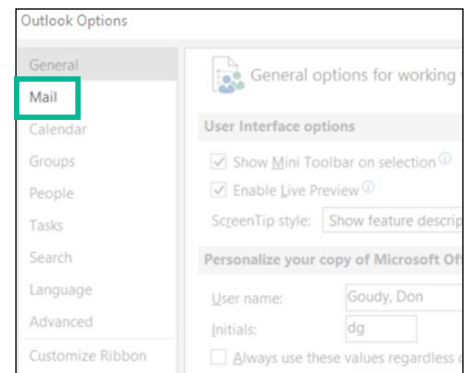 Outlook Options
General
Mail
Calendar
Groups
People
Tasks
Search
Language
Advanced
Customize Ribbon
General options for working
User Interface options
Show Mini Toolbar on selection
Enable Live Preview
ScreenTip style: Show feature descrip
Personalize your copy of Microsoft Off
User name: Goudy, Don
Initials: dg
Always use these values regardless o